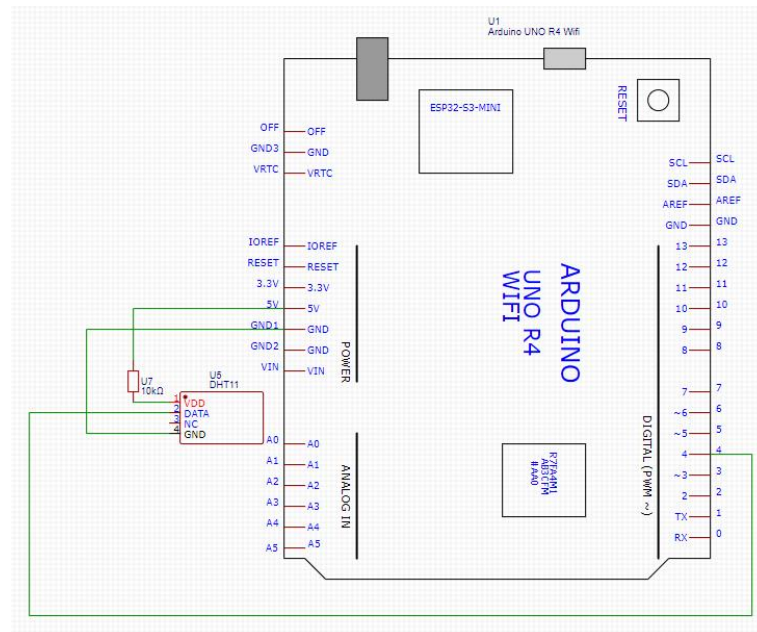 U1
Arduino UNO R4 Wifi
ESP32-S3-MINI
RESET
OFF OFF
GND3 GND
VRTC VRTC
SCL SCL
SDA SDA
AREF AREF
GND GND
IOREF IOREF
RESET RESET
3.3V 3.3V
5V 5V
GND1 GND
GND2 GND
VIN VIN
POWER
13 13
12 12
11 11
10 10
9 9
8 8
ARDUINO
UNO R4
WIFI
U7
10kΩ
U5
DHT11
1 VDD
2 DATA
3 NC
4 GND
7 7
~6 6
~5 5
4 4
~3 3
2 2
TX 1
RX 0
DIGITAL (PWM ~)
A0 A0
A1 A1
A2 A2
A3 A3
A4 A4
A5 A5
ANALOG IN
R7FA4M1
AB3CFM
#AA0